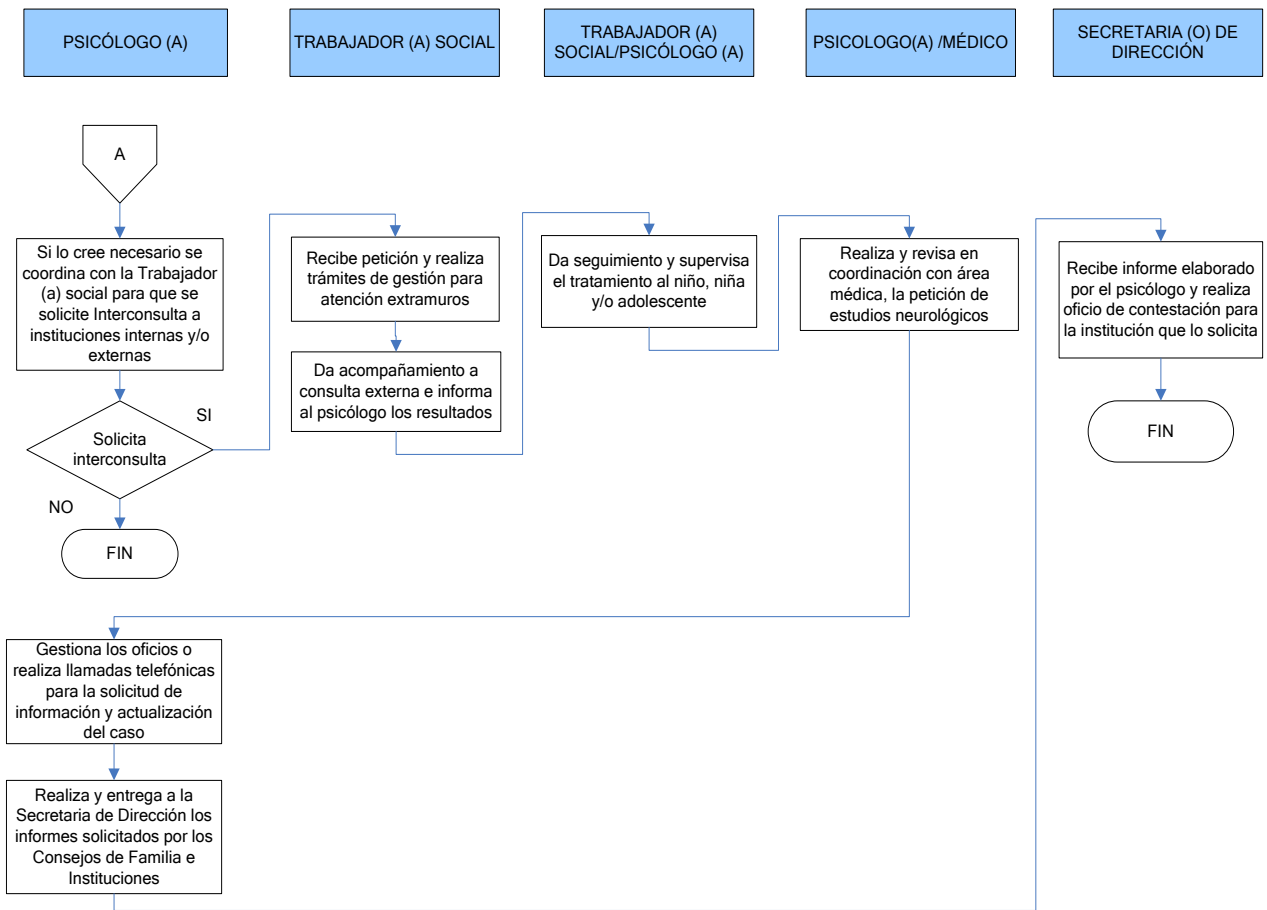 PSICÓLOGO (A)
TRABAJADOR (A) SOCIAL
TRABAJADOR (A)
SOCIAL/PSICÓLOGO (A)
PSICOLOGO(A) /MÉDICO
SECRETARIA (O) DE
DIRECCIÓN
A
Si lo cree necesario se
coordina con la Trabajador
(a) social para que se
solicite Interconsulta a
instituciones internas y/o
externas
Solicita
interconsulta
SI
NO
FIN
Recibe petición y realiza
trámites de gestión para
atención extramuros
Da acompañamiento a
consulta externa e informa
al psicólogo los resultados
Da seguimiento y supervisa
el tratamiento al niño, niña
y/o adolescente
Realiza y revisa en
coordinación con área
médica, la petición de
estudios neurológicos
Gestiona los oficios o
realiza llamadas telefónicas
para la solicitud de
información y actualización
del caso
Realiza y entrega a la
Secretaria de Dirección los
informes solicitados por los
Consejos de Familia e
Instituciones
Recibe informe elaborado
por el psicólogo y realiza
oficio de contestación para
la institución que lo solicita
FIN